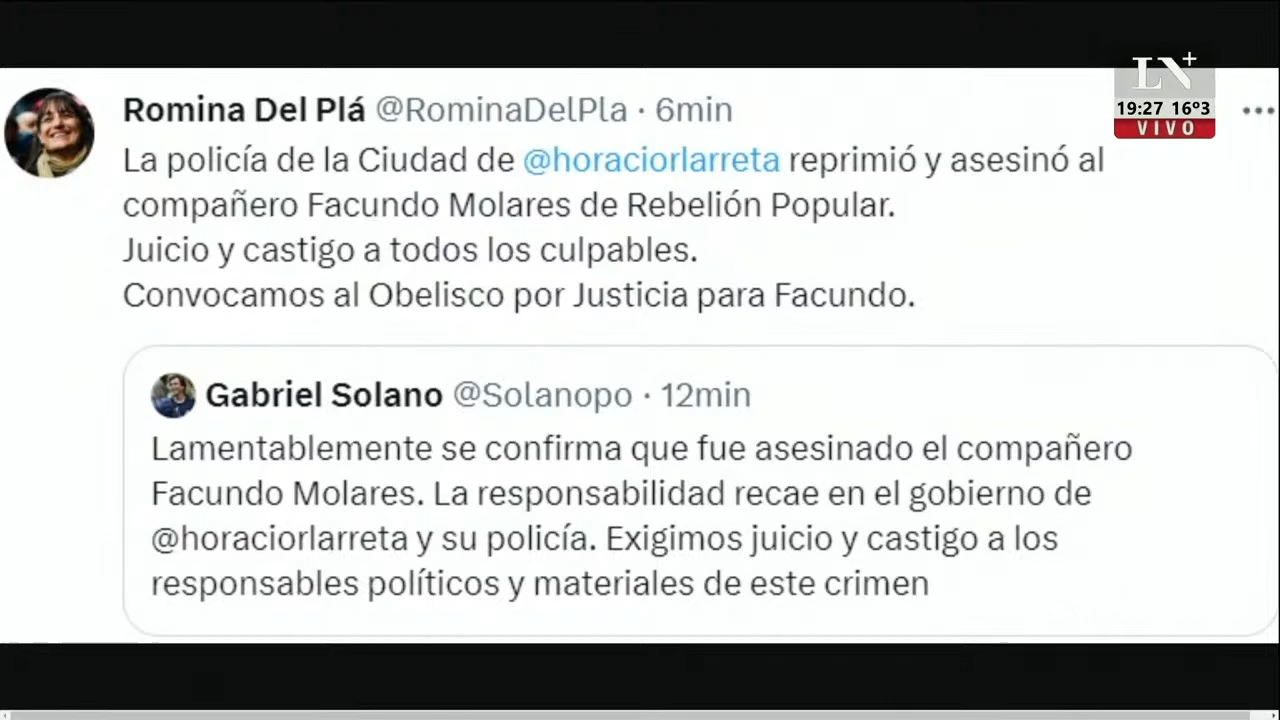 LN+
19:27 16º3
VIVO
Romina Del Plá @RominaDelPla · 6min
La policía de la Ciudad de @horaciorlarreta reprimió y asesinó al
compañero Facundo Molares de Rebelión Popular.
Juicio y castigo a todos los culpables.
Convocamos al Obelisco por Justicia para Facundo.
Gabriel Solano @Solanopo · 12min
Lamentablemente se confirma que fue asesinado el compañero
Facundo Molares. La responsabilidad recae en el gobierno de
@horaciorlarreta y su policía. Exigimos juicio y castigo a los
responsables políticos y materiales de este crimen